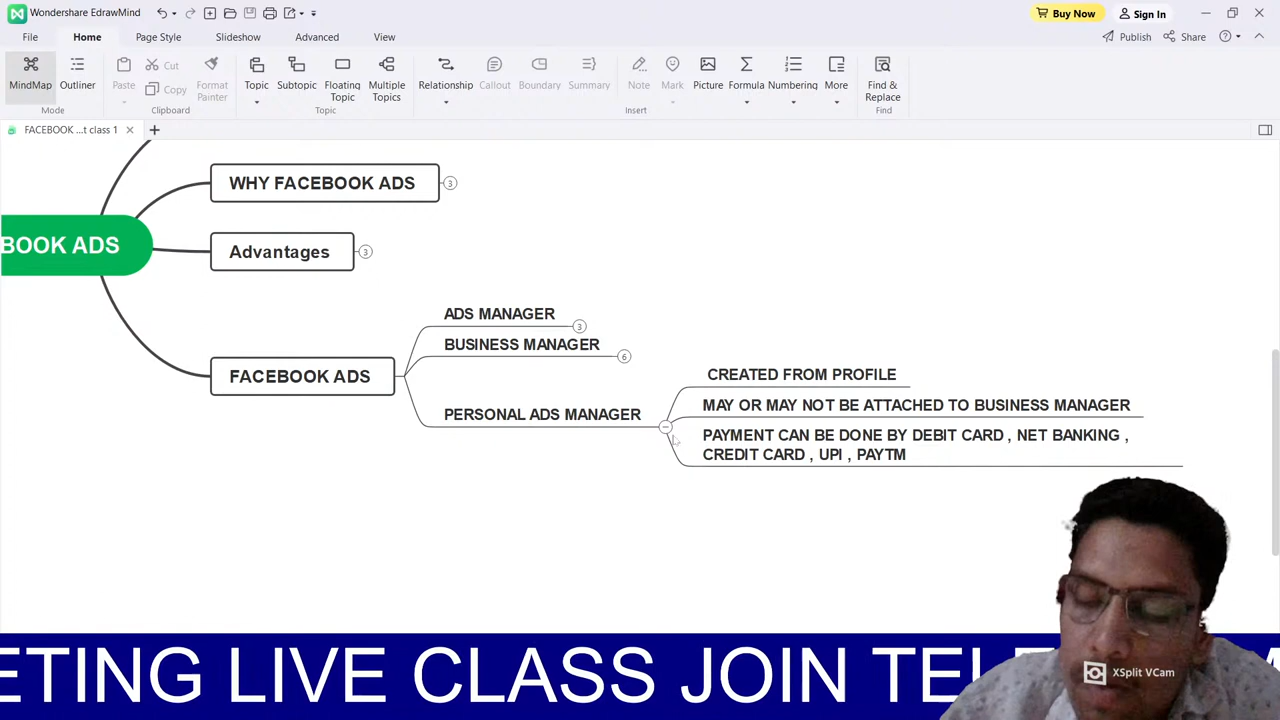 Wondershare EdrawMind
Buy Now
Sign In
File
Home
Page Style
Slideshow
Advanced
View
Publish
Share
MindMap
Outliner
Mode
Paste
Cut
Copy
Format
Painter
Clipboard
Topic
Subtopic
Floating
Topic
Multiple
Topics
Topic
Relationship
Callout
Boundary
Summary
Note
Mark
Picture
Formula
Numbering
More
Insert
Find &
Replace
Find
FACEBOOK ...t class 1
WHY FACEBOOK ADS
3
BOOK ADS
Advantages
3
ADS MANAGER
3
BUSINESS MANAGER
6
FACEBOOK ADS
CREATED FROM PROFILE
MAY OR MAY NOT BE ATTACHED TO BUSINESS MANAGER
PERSONAL ADS MANAGER
PAYMENT CAN BE DONE BY DEBIT CARD , NET BANKING ,
CREDIT CARD , UPI , PAYTM
ETING LIVE CLASS JOIN TEL
XSplit VCam